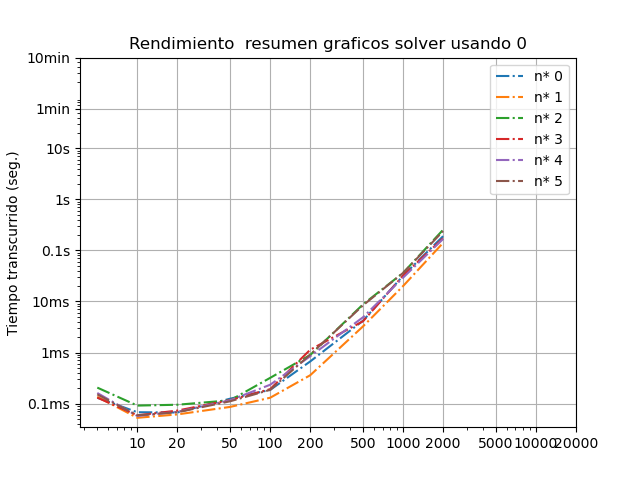 Rendimiento  resumen graficos solver usando 0
Tiempo transcurrido (seg.)
10min
1min
10s
1s
0.1s
10ms
1ms
0.1ms
n* 0
n* 1
n* 2
n* 3
n* 4
n* 5
10 20 50 100 200 500 1000 2000 5000 10000 20000